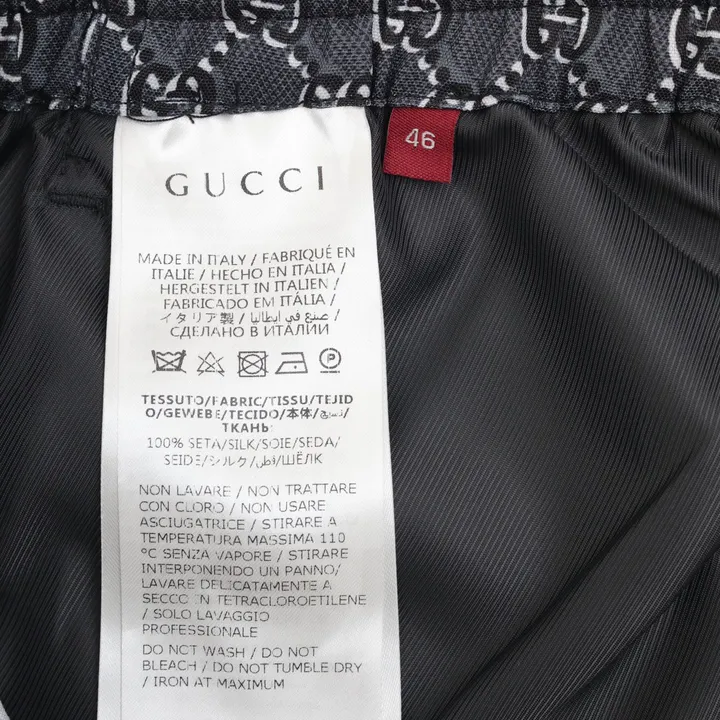 46
GUCCI
MADE IN ITALY / FABRIQUÉ EN
ITALIE / HECHO EN ITALIA /
HERGESTELT IN ITALIEN /
FABRICADO EM ITÁLIA /
イタリア製 / صنع في ايطاليا /
СДЕЛАНО В ИТАЛИИ
TESSUTO/FABRIC/TISSU/TEJID
O/GEWEBE/TECIDO/本体/نسيج/
ТКАНЬ:
100% SETA/SILK/SOIE/SEDA/
SEIDE/シルク/قطن/ШЁЛК
NON LAVARE / NON TRATTARE
CON CLORO / NON USARE
ASCIUGATRICE / STIRARE A
TEMPERATURA MASSIMA 110
°C SENZA VAPORE / STIRARE
INTERPONENDO UN PANNO/
LAVARE DELICATAMENTE A
SECCO IN TETRACLOROETILENE
/ SOLO LAVAGGIO
PROFESSIONALE
DO NOT WASH / DO NOT
BLEACH / DO NOT TUMBLE DRY
/ IRON AT MAXIMUM